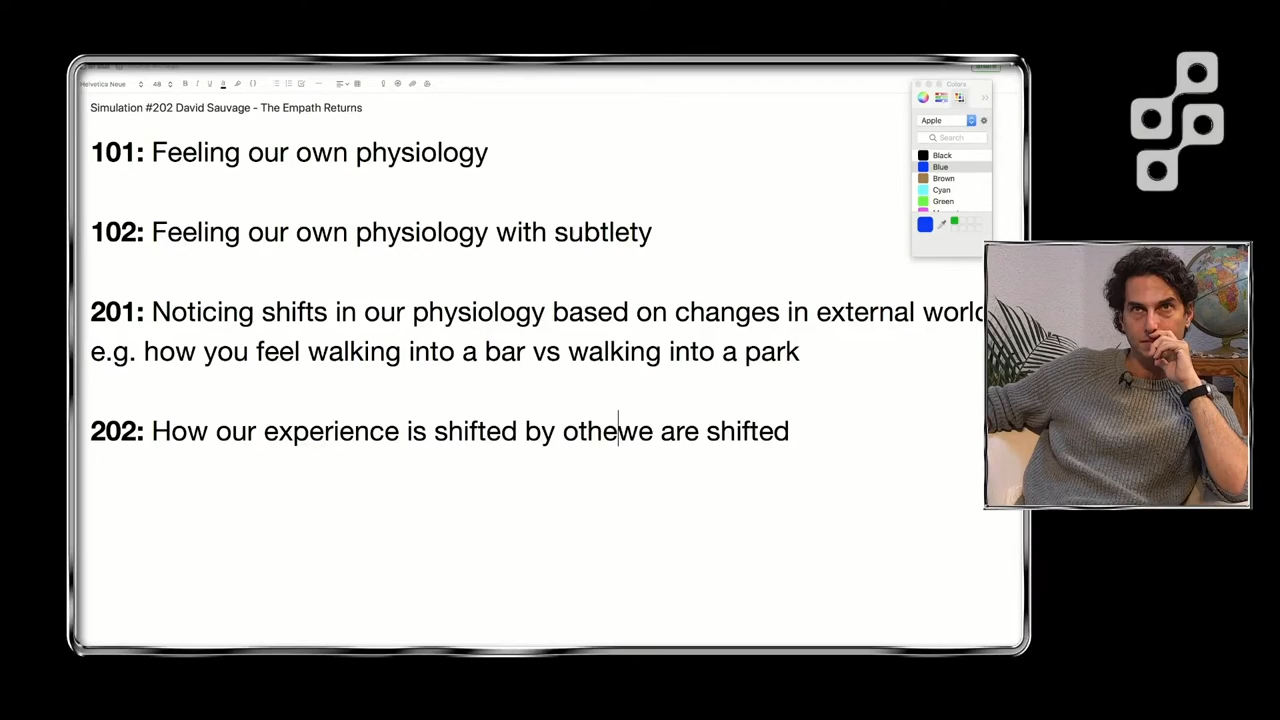 Helvetica Neue 48 B I U
Simulation #202 David Sauvage - The Empath Returns
Colors
Apple
Search
Black
Blue
Brown
Cyan
Green
101: Feeling our own physiology
102: Feeling our own physiology with subtlety
201: Noticing shifts in our physiology based on changes in external world
e.g. how you feel walking into a bar vs walking into a park
202: How our experience is shifted by othewe are shifted